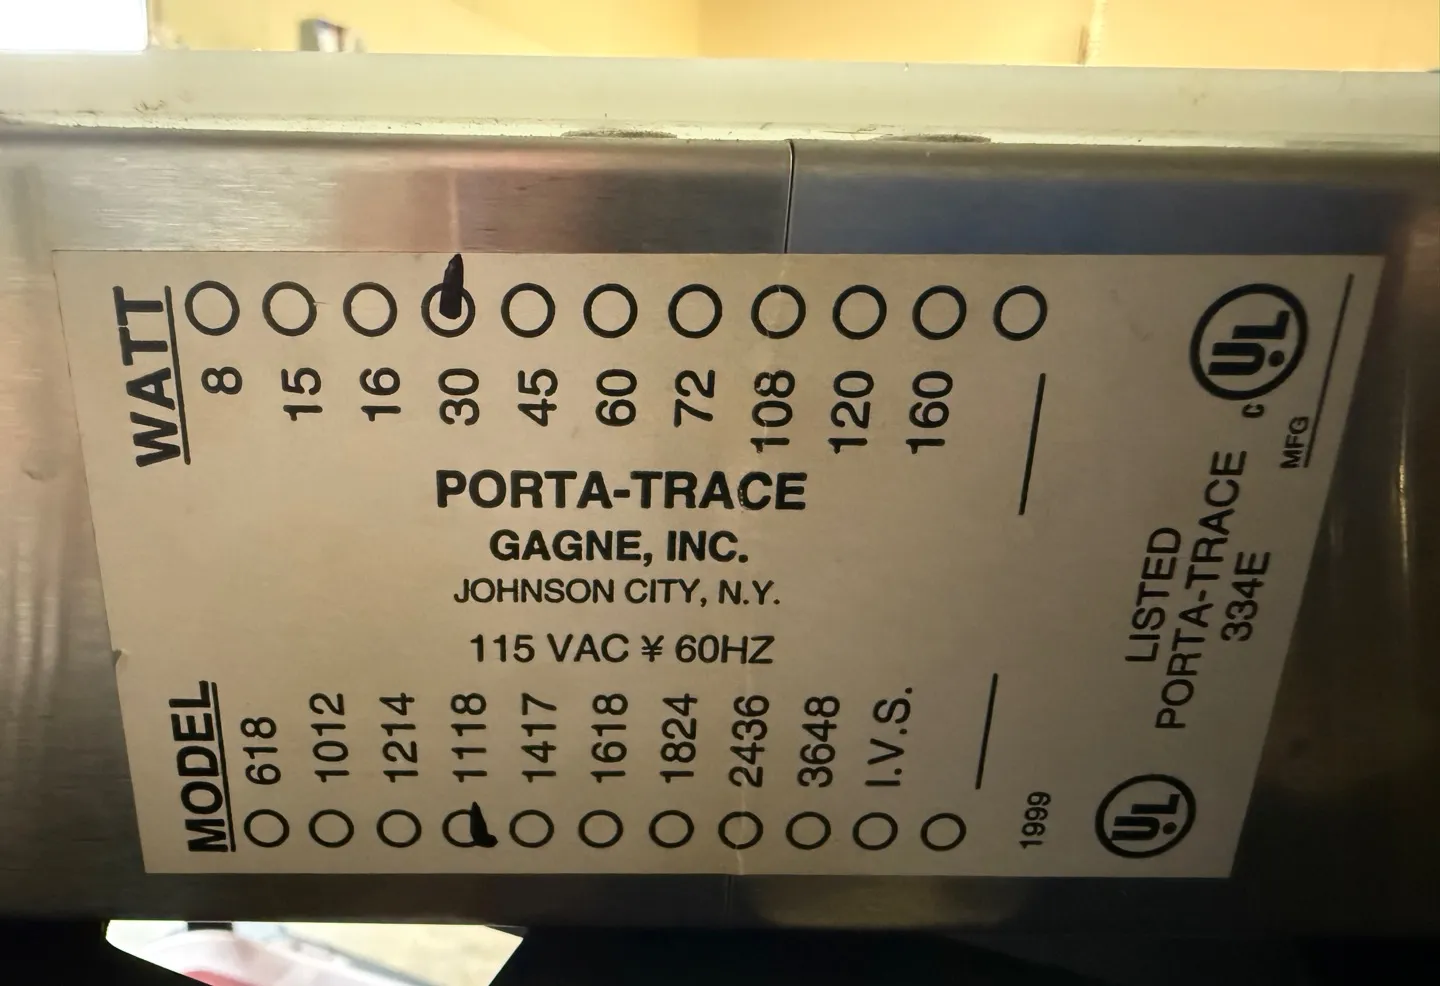 MODEL
618
1012
1214
1118
1417
1618
1824
2436
3648
I.V.S.
1999
PORTA-TRACE
GAGNE, INC.
JOHNSON CITY, N.Y.
115 VAC ¥ 60HZ
WATT
8
15
16
30
45
60
72
108
120
160
UL
LISTED
PORTA-TRACE
334E
C UL
MFG